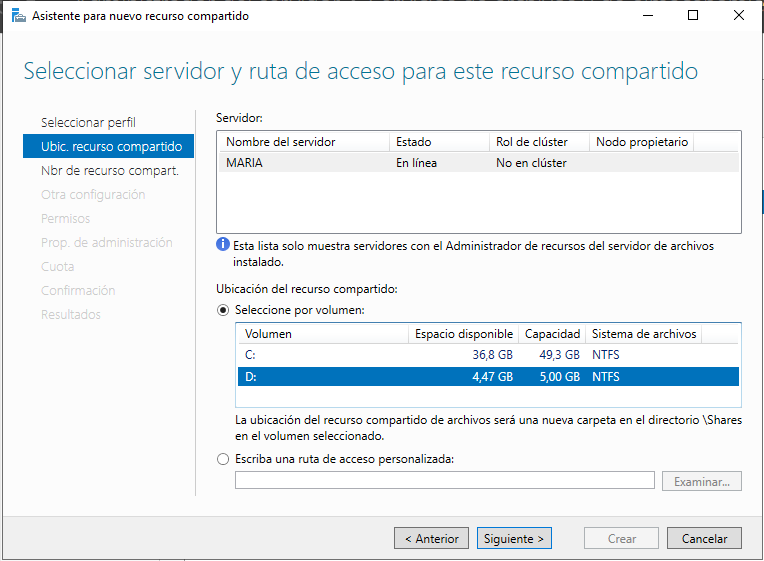 Asistente para nuevo recurso compartido
Seleccionar servidor y ruta de acceso para este recurso compartido
Seleccionar perfil
Ubic. recurso compartido
Nbr de recurso compart.
Otra configuración
Permisos
Prop. de administración
Cuota
Confirmación
Resultados
Servidor:
Nombre del servidor Estado Rol de clúster Nodo propietario
MARIA En línea No en clúster
Esta lista solo muestra servidores con el Administrador de recursos del servidor de archivos
instalado.
Ubicación del recurso compartido:
Seleccione por volumen:
Volumen Espacio disponible Capacidad Sistema de archivos
C: 36,8 GB 49,3 GB NTFS
D: 4,47 GB 5,00 GB NTFS
La ubicación del recurso compartido de archivos será una nueva carpeta en el directorio \Shares
en el volumen seleccionado.
Escriba una ruta de acceso personalizada:
Examinar...
< Anterior Siguiente > Crear Cancelar